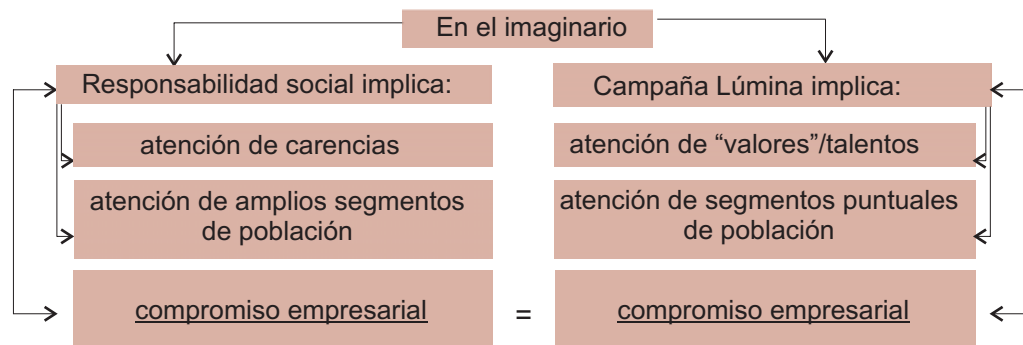 En el imaginario
Responsabilidad social implica:
Campaña Lúmina implica:
atención de carencias
atención de “valores”/talentos
atención de amplios segmentos
de población
atención de segmentos puntuales
de población
compromiso empresarial
=
compromiso empresarial